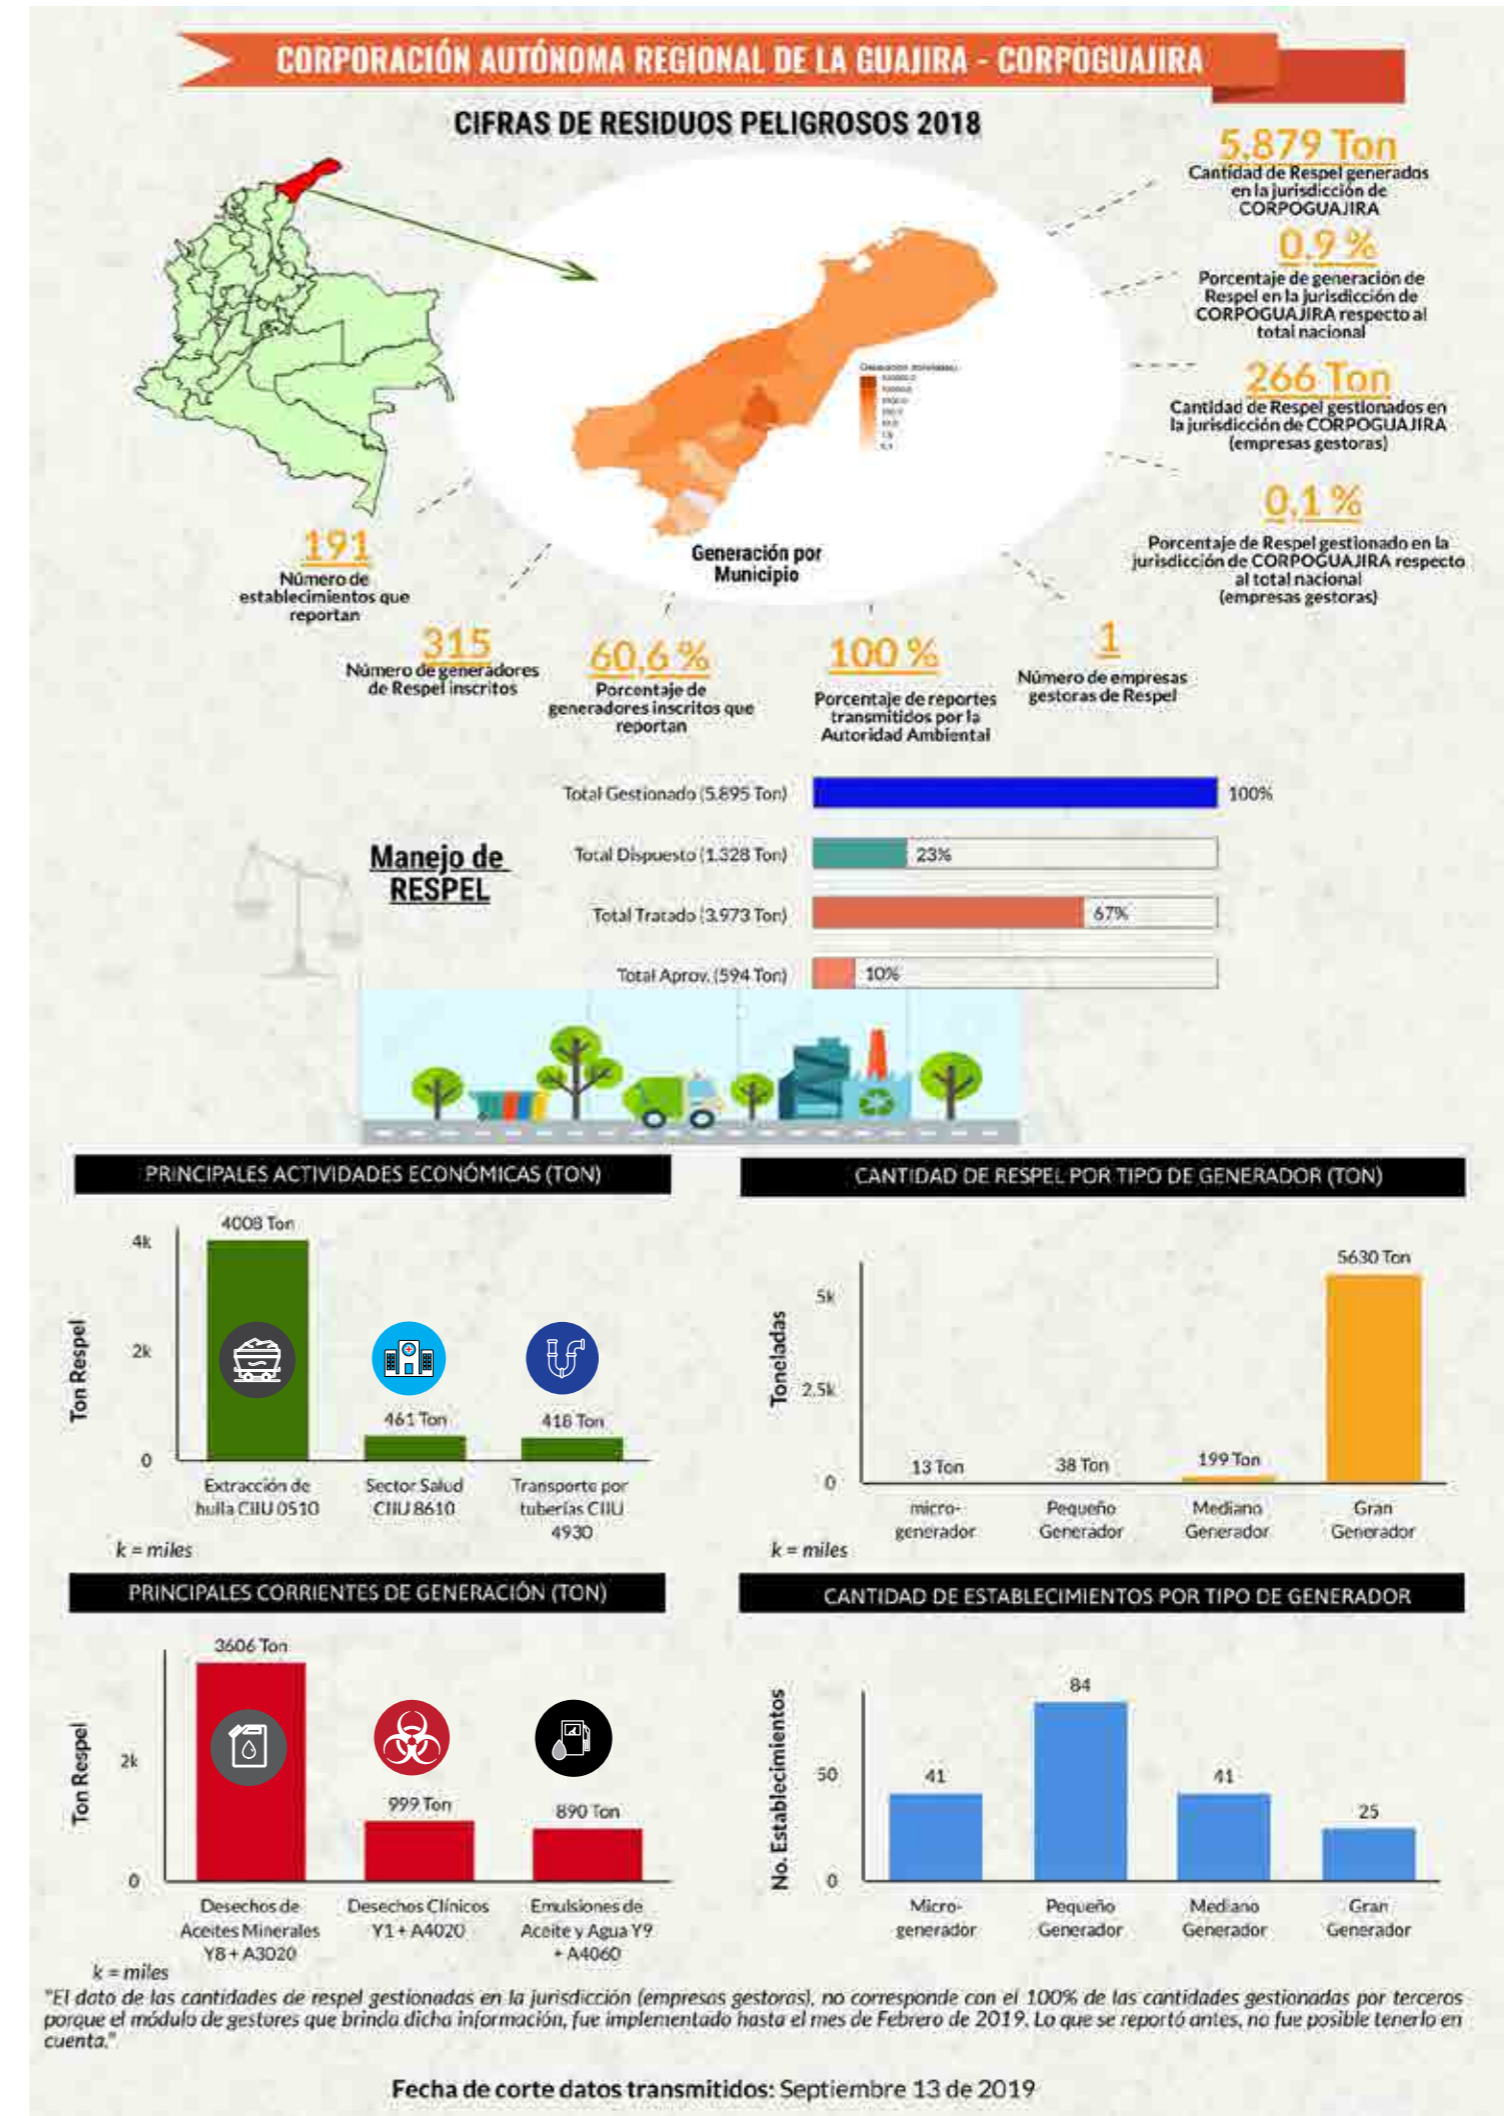 CORPORACIÓN AUTÓNOMA REGIONAL DE LA GUAJIRA - CORPOGUAJIRA
CIFRAS DE RESIDUOS PELIGROSOS 2018
5.879 Ton
Cantidad de Respel generados
en la jurisdicción de
CORPOGUAJIRA
0,9 %
Porcentaje de generación de
Respel en la jurisdicción de
CORPOGUAJIRA respecto al
total nacional
266 Ton
Cantidad de Respel gestionados en
la jurisdicción de CORPOGUAJIRA
(empresas gestoras)
0,1 %
Porcentaje de Respel gestionado en la
jurisdicción de CORPOGUAJIRA respecto
al total nacional
(empresas gestoras)
Generación por
Municipio
191
Número de
establecimientos que
reportan
315
Número de generadores
de Respel inscritos
60,6 %
Porcentaje de
generadores inscritos que
reportan
100 %
Porcentaje de reportes
transmitidos por la
Autoridad Ambiental
1
Número de empresas
gestoras de Respel
Manejo de
RESPEL
Total Gestionado (5.895 Ton)
100%
Total Dispuesto (1.328 Ton)
23%
Total Tratado (3.973 Ton)
67%
Total Aprov. (594 Ton)
10%
PRINCIPALES ACTIVIDADES ECONÓMICAS (TON)
Ton Respel
4k
2k
0
4008 Ton
461 Ton
418 Ton
Extracción de
hulla CIIU 0510
Sector Salud
CIIU 8610
Transporte por
tuberías CIIU
4930
k = miles
CANTIDAD DE RESPEL POR TIPO DE GENERADOR (TON)
Toneladas
5k
2.5k
0
13 Ton
38 Ton
199 Ton
5630 Ton
micro-
generador
Pequeño
Generador
Mediano
Generador
Gran
Generador
k = miles
PRINCIPALES CORRIENTES DE GENERACIÓN (TON)
Ton Respel
2k
0
3606 Ton
999 Ton
890 Ton
Desechos de
Aceites Minerales
Y8 + A3020
Desechos Clínicos
Y1 + A4020
Emulsiones de
Aceite y Agua Y9
+ A4060
k = miles
CANTIDAD DE ESTABLECIMIENTOS POR TIPO DE GENERADOR
No. Establecimientos
50
0
41
84
41
25
Micro-
generador
Pequeño
Generador
Mediano
Generador
Gran
Generador
"El dato de las cantidades de respel gestionadas en la jurisdicción (empresas gestoras), no corresponde con el 100% de las cantidades gestionadas por terceros
porque el módulo de gestores que brinda dicha información, fue implementado hasta el mes de Febrero de 2019. Lo que se reportó antes, no fue posible tenerlo en
cuenta."
Fecha de corte datos transmitidos: Septiembre 13 de 2019